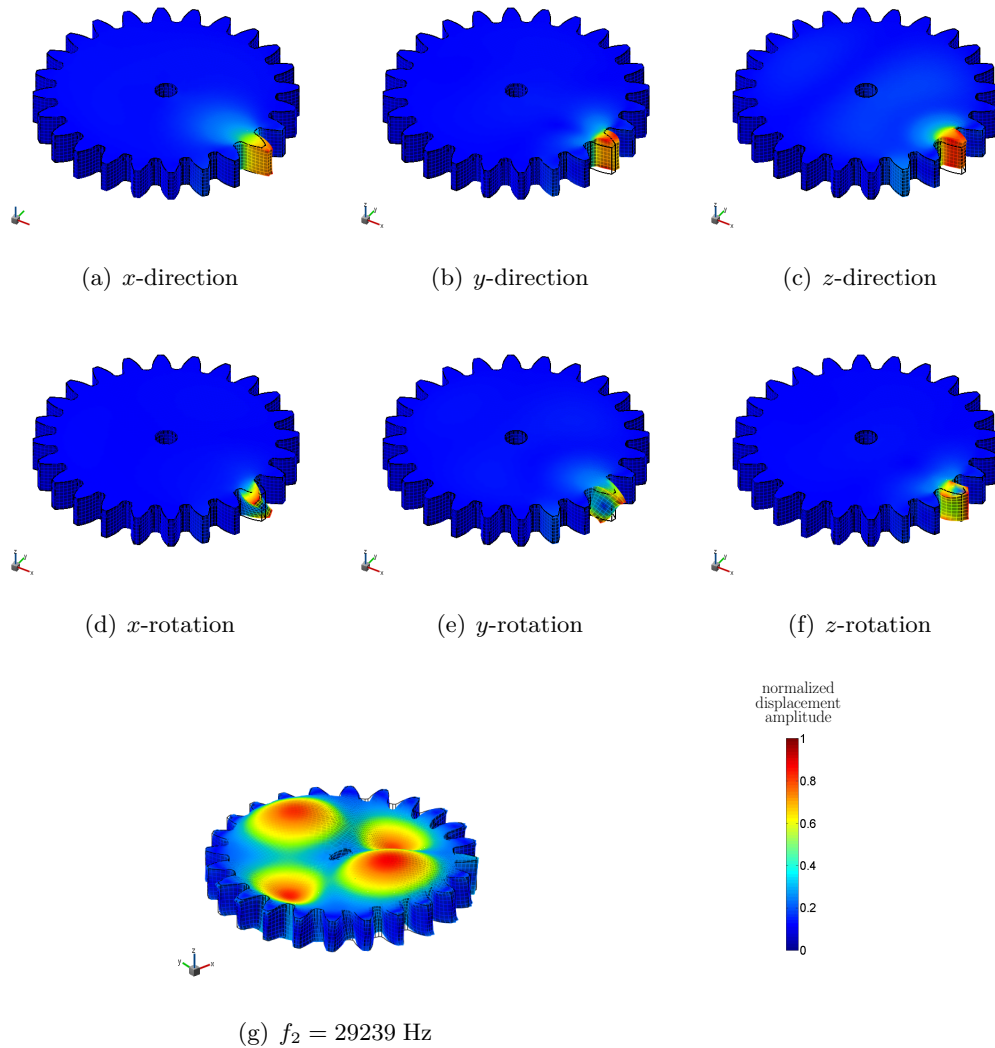 (a) x-direction
z y
(b) y-direction
x
z y
(c) z-direction
x
z y
(d) x-rotation
x
z y
(e) y-rotation
x
z y
(f) z-rotation
x
normalized
displacement
amplitude
1
0.8
0.6
0.4
0.2
0
z
y x
(g) f₂ = 29239 Hz